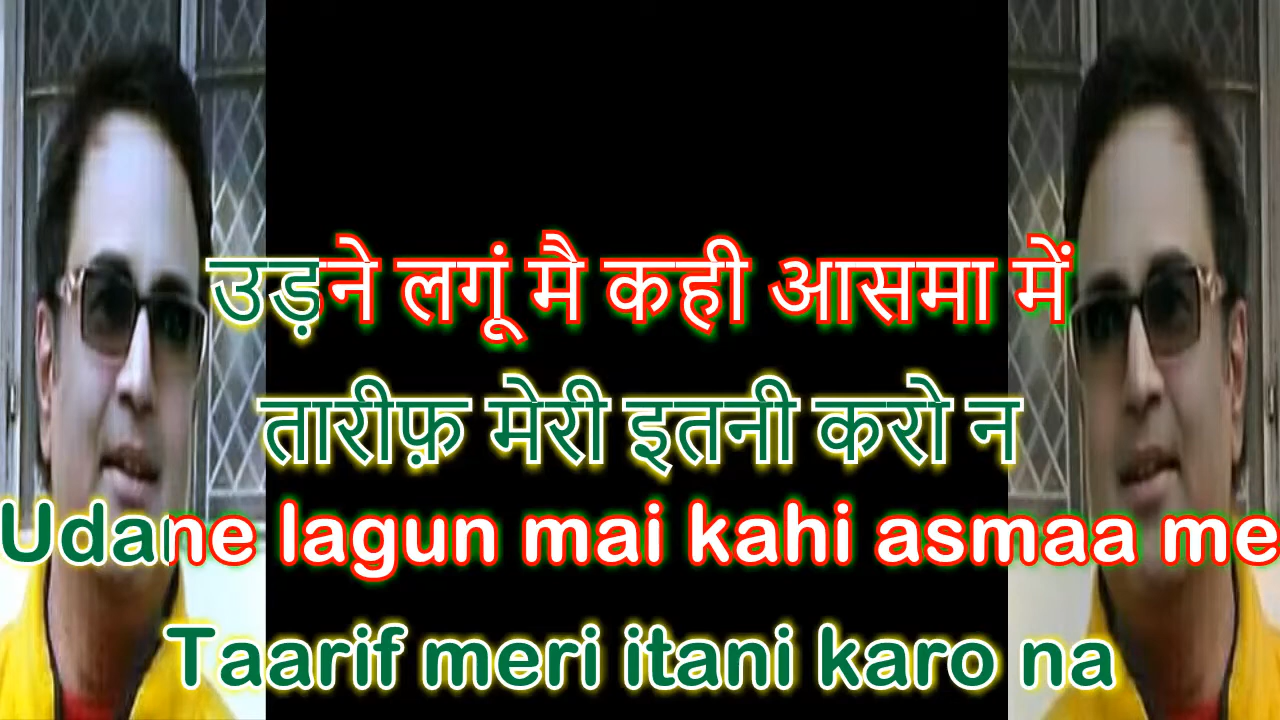 उड़ने लगूं मै कही आसमा में
तारीफ़ मेरी इतनी करो न
Udane lagun mai kahi asmaa me
Taarif meri itani karo na